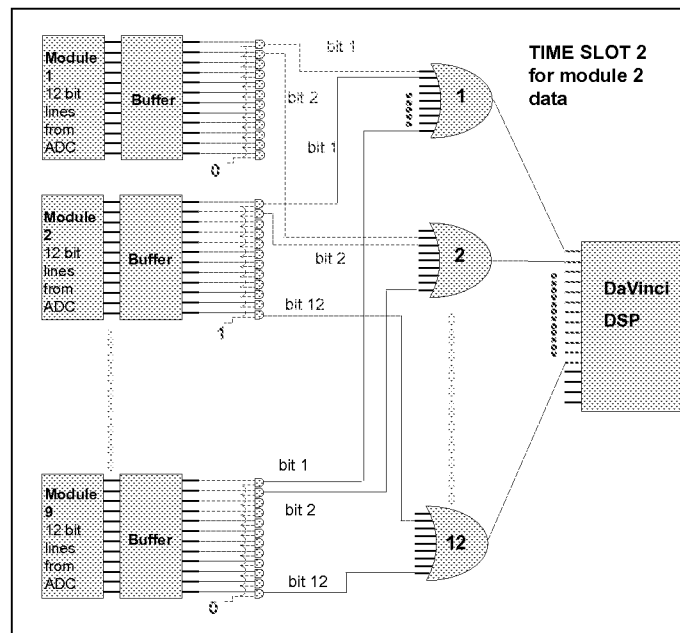 TIME SLOT 2
for module 2
data
Module
1
12 bit
lines
from
ADC
Buffer
bit 1
bit 2
0
1
bit 1
Module
2
12 bit
lines
from
ADC
Buffer
bit 2
bit 12
1
2
DaVinci
DSP
Module
9
12 bit
lines
from
ADC
Buffer
bit 1
bit 2
bit 12
0
12